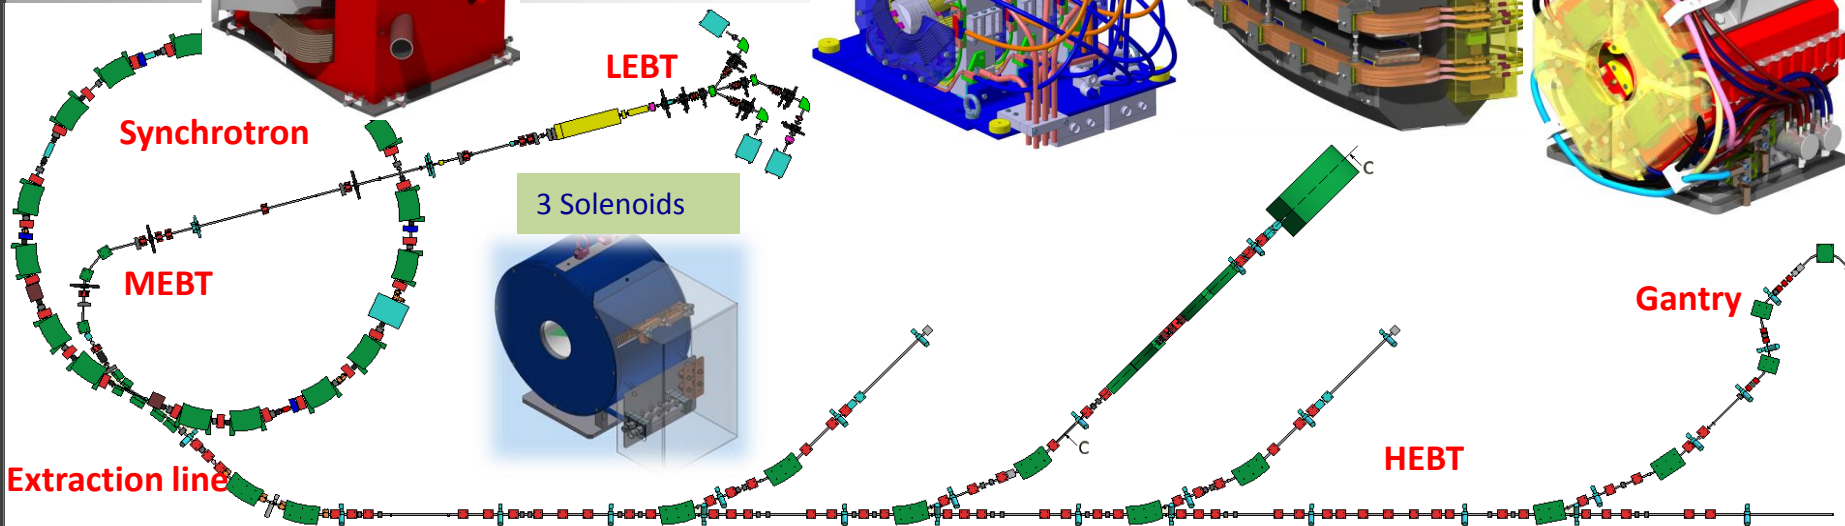 LEBT
Synchrotron
3 Solenoids
C
MEBT
Gantry
C
HEBT
Extraction line